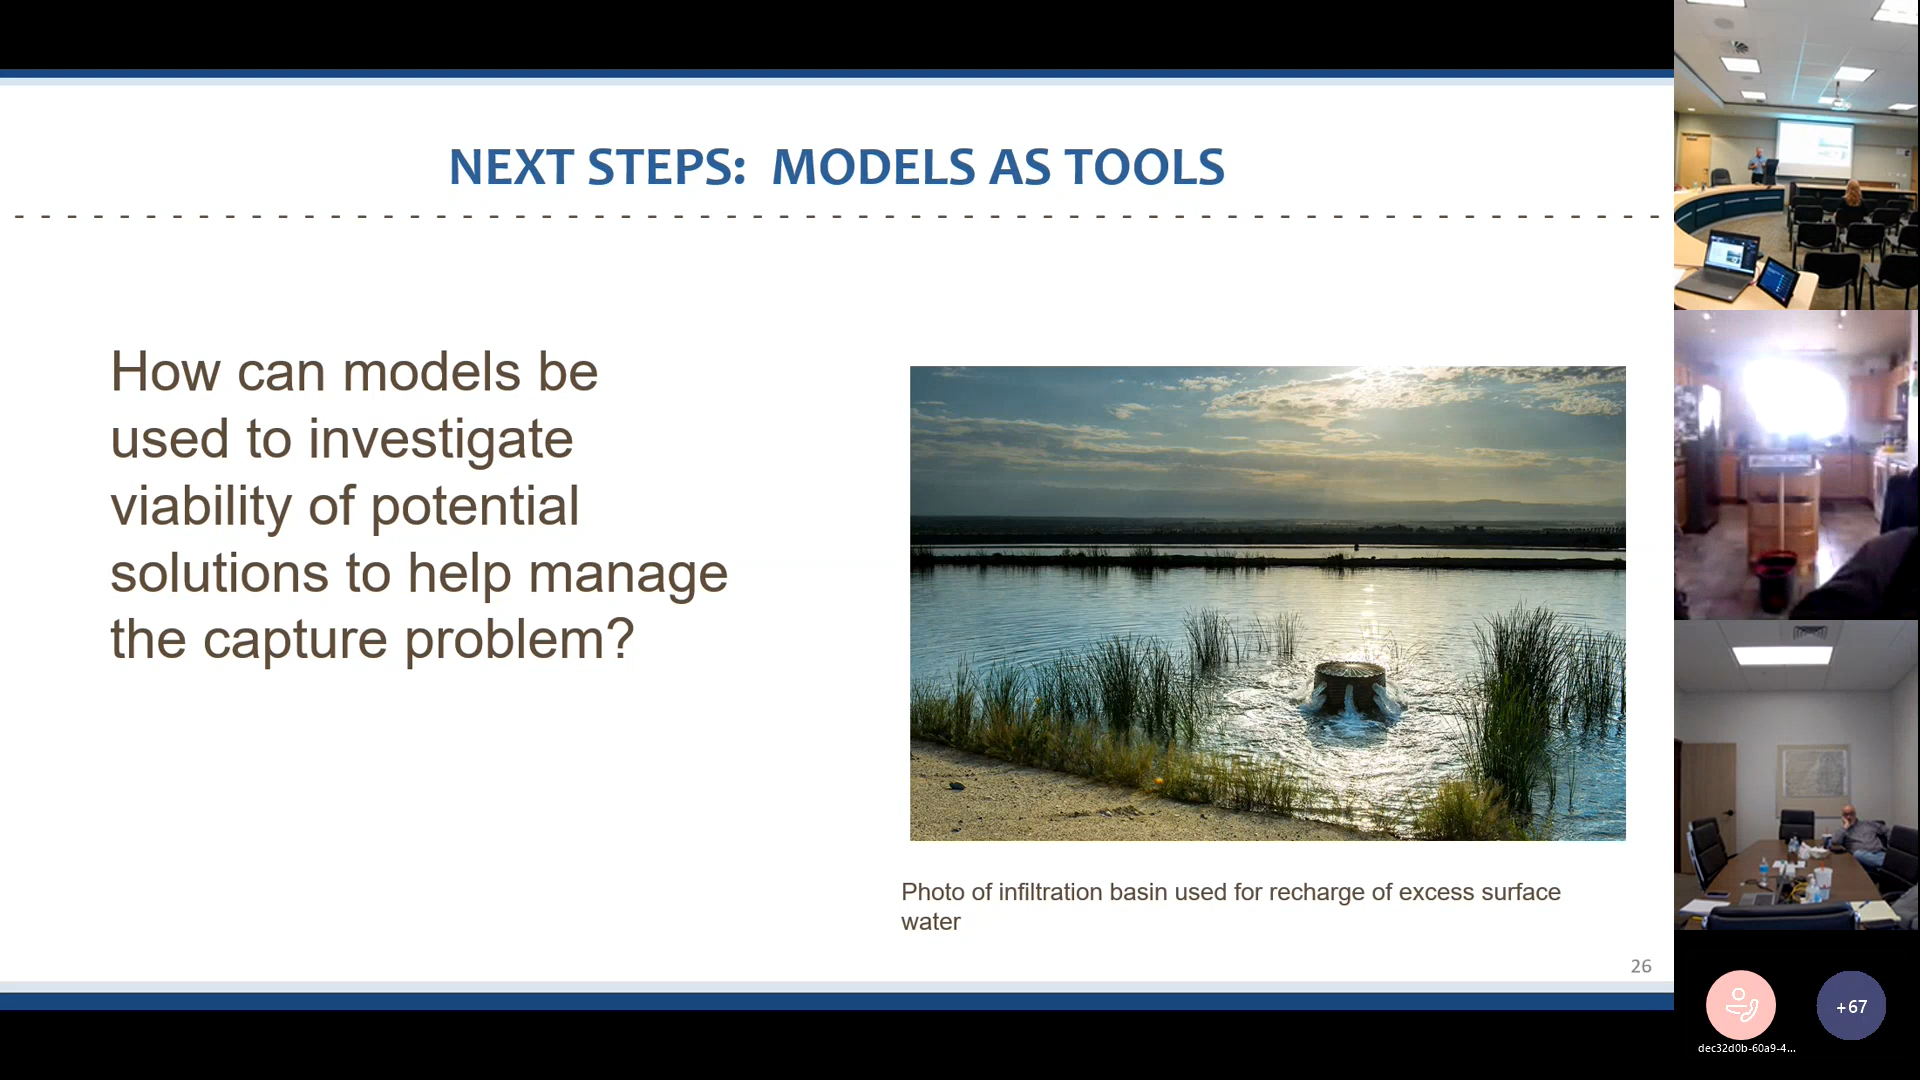 NEXT STEPS: MODELS AS TOOLS
How can models be
used to investigate
viability of potential
solutions to help manage
the capture problem?
Photo of infiltration basin used for recharge of excess surface
water
26
+67
dec32d0b-60a9-4...